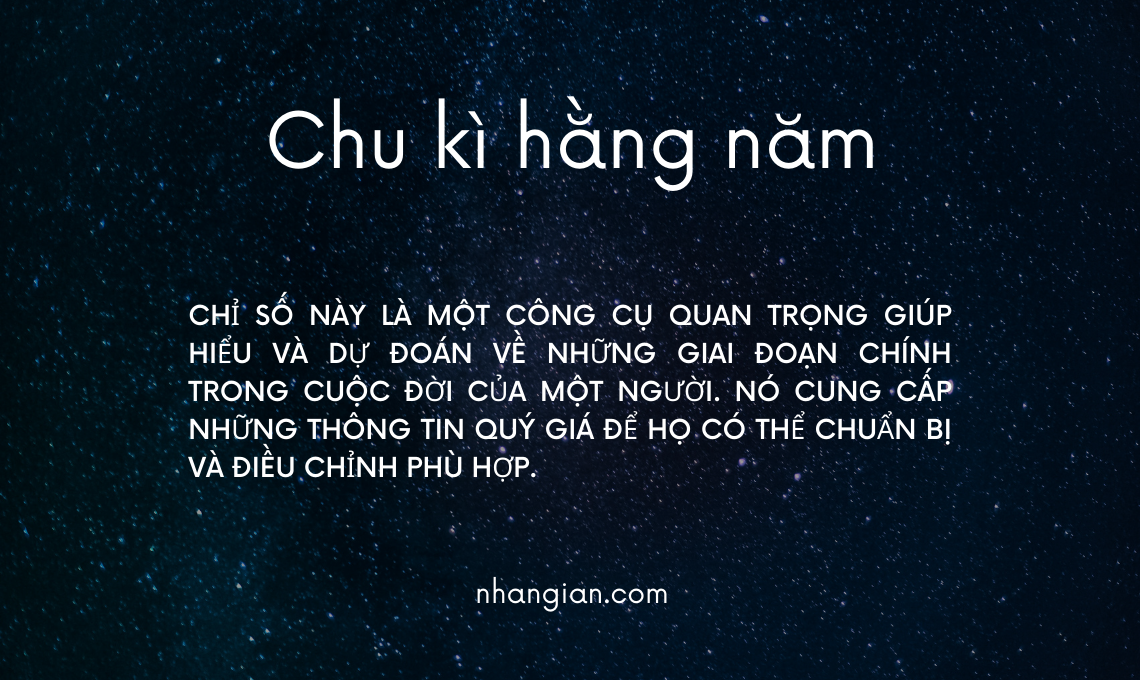 Chu kì hằng năm
CHỈ SỐ NÀY LÀ MỘT CÔNG CỤ QUAN TRỌNG GIÚP
HIỂU VÀ DỰ ĐOÁN VỀ NHỮNG GIAI ĐOẠN CHÍNH
TRONG CUỘC ĐỜI CỦA MỘT NGƯỜI. NÓ CUNG CẤP
NHỮNG THÔNG TIN QUÝ GIÁ ĐỂ HỌ CÓ THỂ CHUẨN BỊ
VÀ ĐIỀU CHỈNH PHÙ HỢP.
nhangian.com